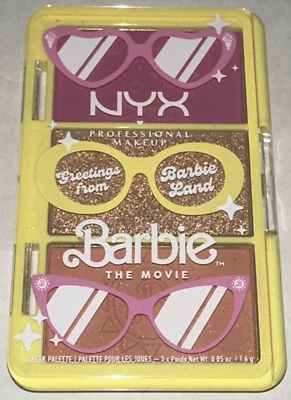 NYX
PROFESSIONAL
MAKEUP
Greetings from
Barbie Land
Barbie™
THE MOVIE
CHEEK PALETTE | PALETTE POUR LES JOUES — 3 x Poids Net Wt. 0.05 oz. / 1.6 g